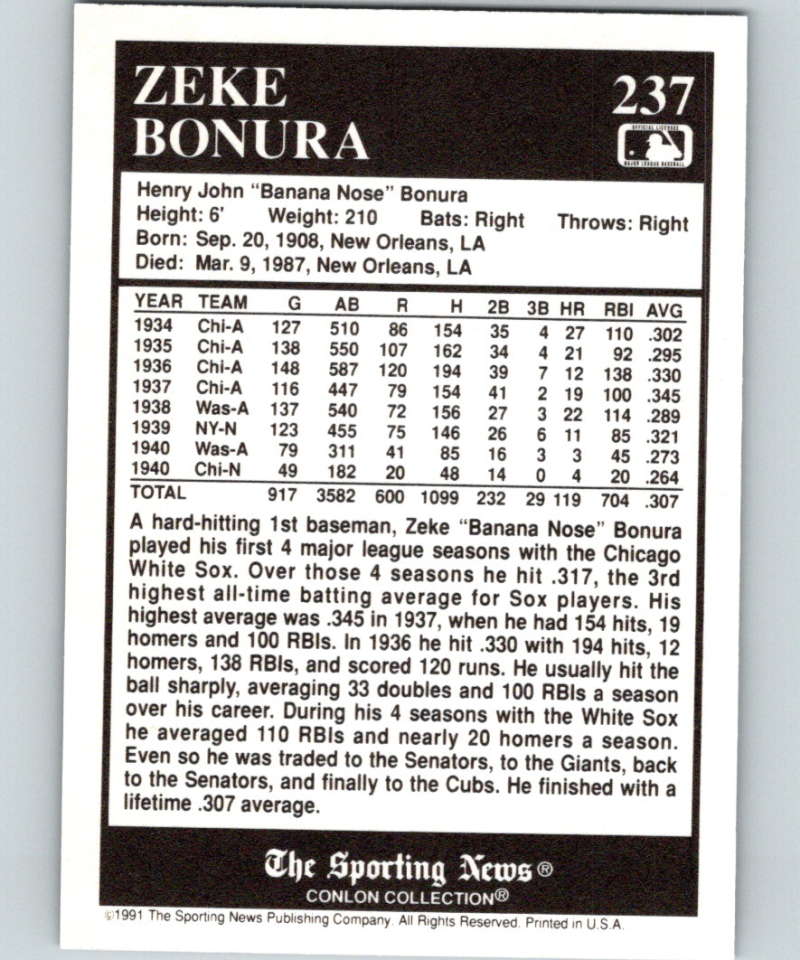 ZEKE
BONURA
237
OFFICIAL LICENSEE
MAJOR LEAGUE BASEBALL
Henry John "Banana Nose" Bonura
Height: 6' Weight: 210 Bats: Right Throws: Right
Born: Sep. 20, 1908, New Orleans, LA
Died: Mar. 9, 1987, New Orleans, LA
YEAR TEAM G AB R H 2B 3B HR RBI AVG
1934 Chi-A 127 510 86 154 35 4 27 110 .302
1935 Chi-A 138 550 107 162 34 4 21 92 .295
1936 Chi-A 148 587 120 194 39 7 12 138 .330
1937 Chi-A 116 447 79 154 41 2 19 100 .345
1938 Was-A 137 540 72 156 27 3 22 114 .289
1939 NY-N 123 455 75 146 26 6 11 85 .321
1940 Was-A 79 311 41 85 16 3 3 45 .273
1940 Chi-N 49 182 20 48 14 0 4 20 .264
TOTAL 917 3582 600 1099 232 29 119 704 .307
A hard-hitting 1st baseman, Zeke "Banana Nose" Bonura
played his first 4 major league seasons with the Chicago
White Sox. Over those 4 seasons he hit .317, the 3rd
highest all-time batting average for Sox players. His
highest average was .345 in 1937, when he had 154 hits, 19
homers and 100 RBIs. In 1936 he hit .330 with 194 hits, 12
homers, 138 RBIs, and scored 120 runs. He usually hit the
ball sharply, averaging 33 doubles and 100 RBIs a season
over his career. During his 4 seasons with the White Sox
he averaged 110 RBIs and nearly 20 homers a season.
Even so he was traded to the Senators, to the Giants, back
to the Senators, and finally to the Cubs. He finished with a
lifetime .307 average.
The Sporting News®
CONLON COLLECTION®
©1991 The Sporting News Publishing Company. All Rights Reserved. Printed in U.S.A.